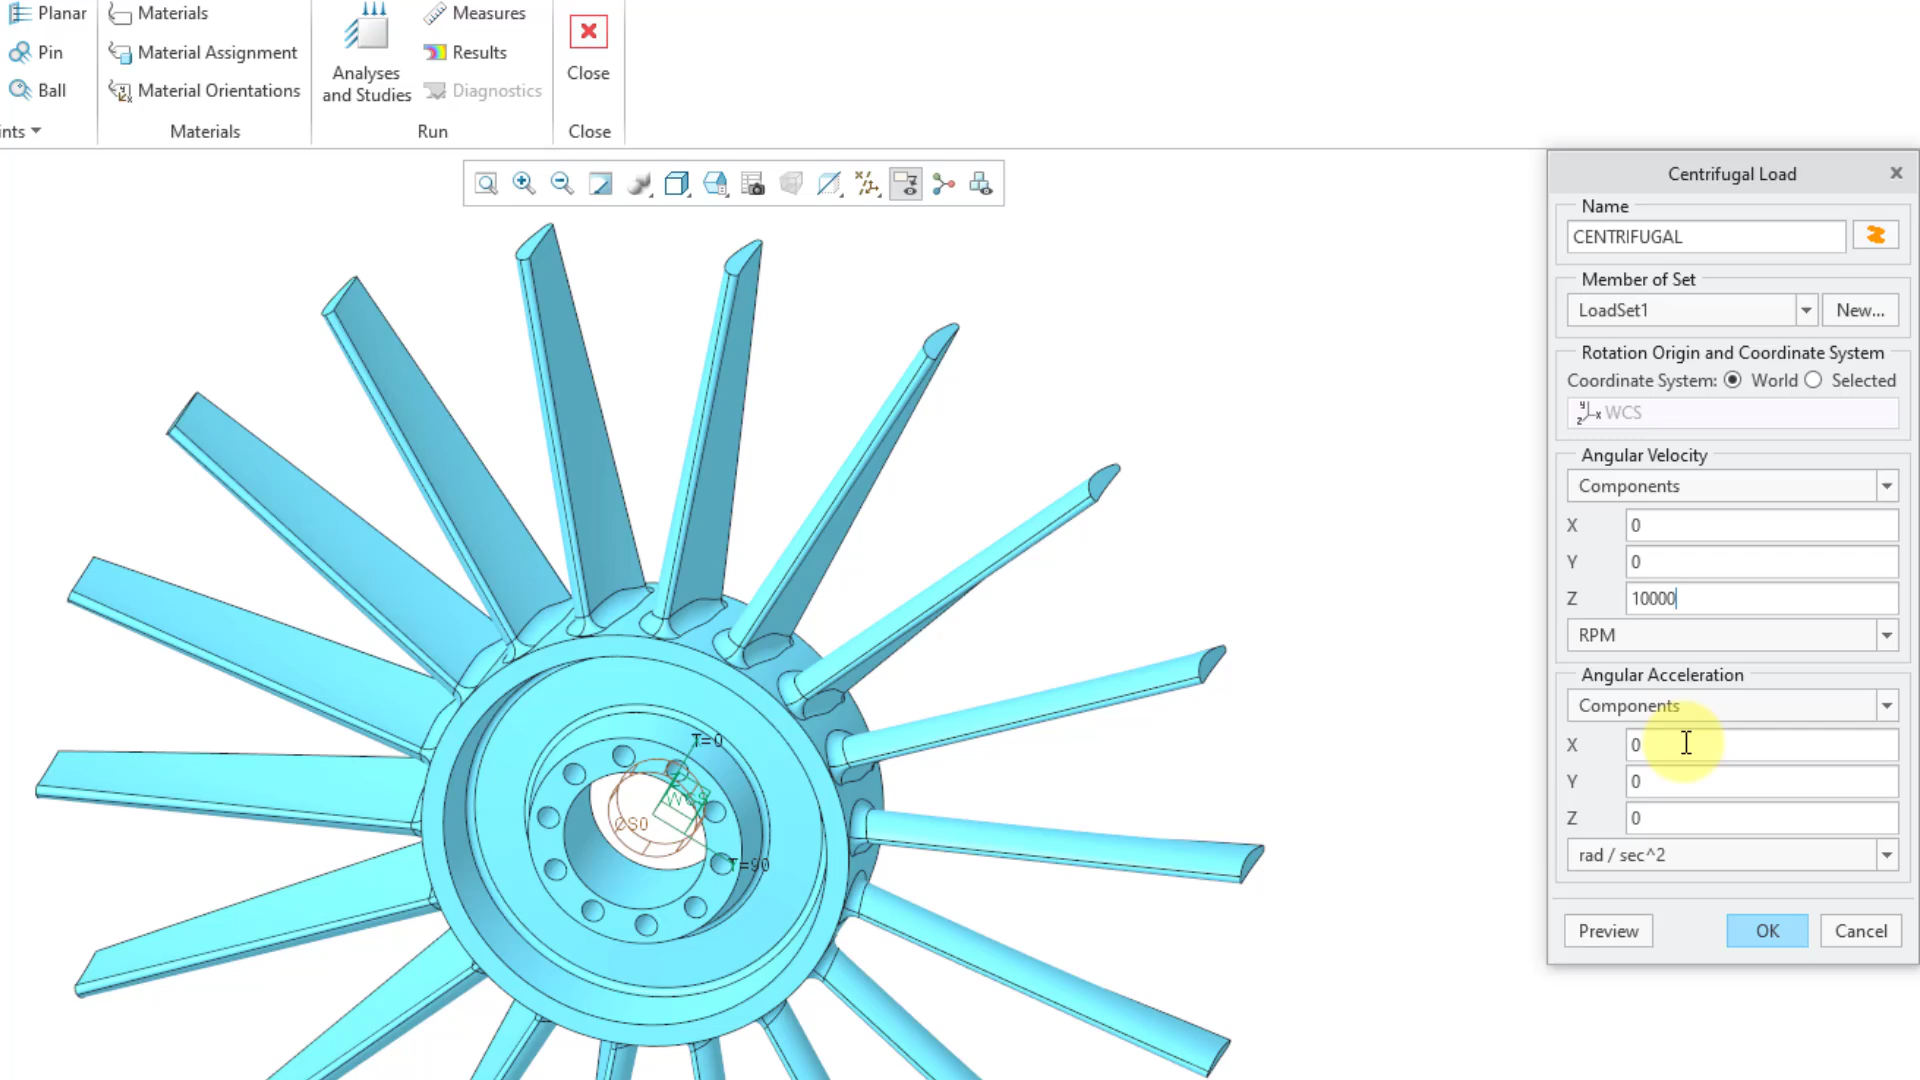 Planar
Pin
Ball
nts
Materials
Material Assignment
Material Orientations
Materials
Analyses
and Studies
Measures
Results
Diagnostics
Run
Close
Close
T=0
WCS
CS0
T=90
Centrifugal Load
Name
CENTRIFUGAL
Member of Set
LoadSet1
New...
Rotation Origin and Coordinate System
Coordinate System: World Selected
y
z x WCS
Angular Velocity
Components
X 0
Y 0
Z 10000
RPM
Angular Acceleration
Components
X 0
Y 0
Z 0
rad / sec^2
Preview OK Cancel